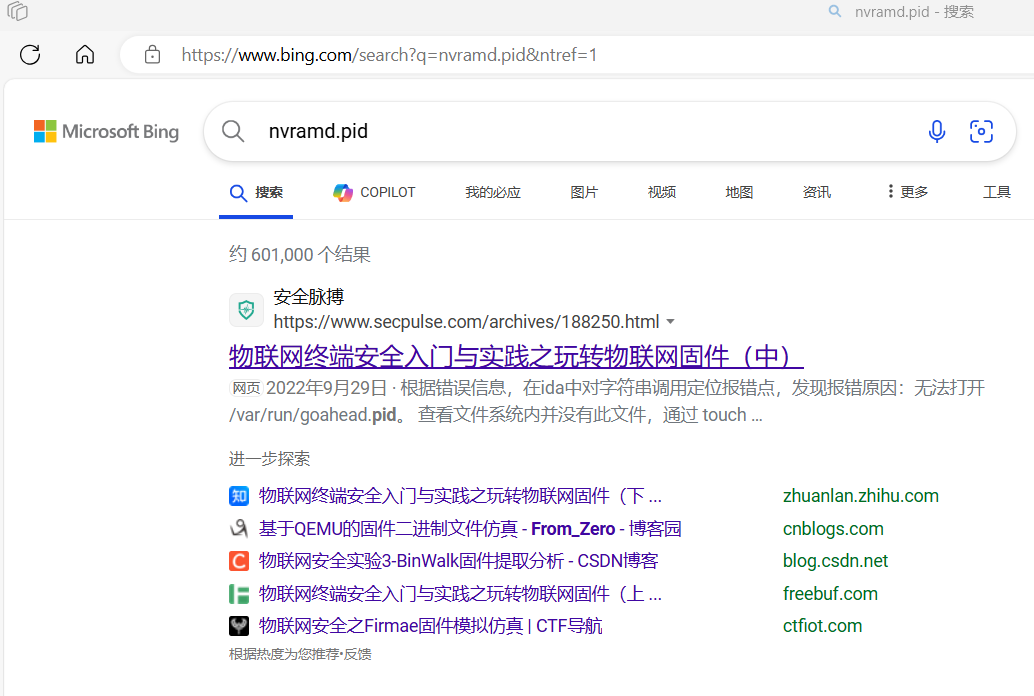 nvramd.pid - 搜索
https://www.bing.com/search?q=nvramd.pid&ntref=1
Microsoft Bing
nvramd.pid
搜索 COPILOT 我的必应 图片 视频 地图 资讯 更多 工具
约 601,000 个结果
安全脉搏
https://www.secpulse.com/archives/188250.html
物联网终端安全入门与实践之玩转物联网固件（中）
网页 2022年9月29日 · 根据错误信息，在ida中对字符串调用定位报错点，发现报错原因：无法打开
/var/run/goahead.pid。 查看文件系统内并没有此文件，通过 touch ...
进一步探索
知 物联网终端安全入门与实践之玩转物联网固件（下 ... zhuanlan.zhihu.com
基于QEMU的固件二进制文件仿真 - From_Zero - 博客园 cnblogs.com
C 物联网安全实验3-BinWalk固件提取分析 - CSDN博客 blog.csdn.net
物联网终端安全入门与实践之玩转物联网固件（上 ... freebuf.com
物联网安全之Firmae固件模拟仿真 | CTF导航 ctfiot.com
根据热度为您推荐•反馈